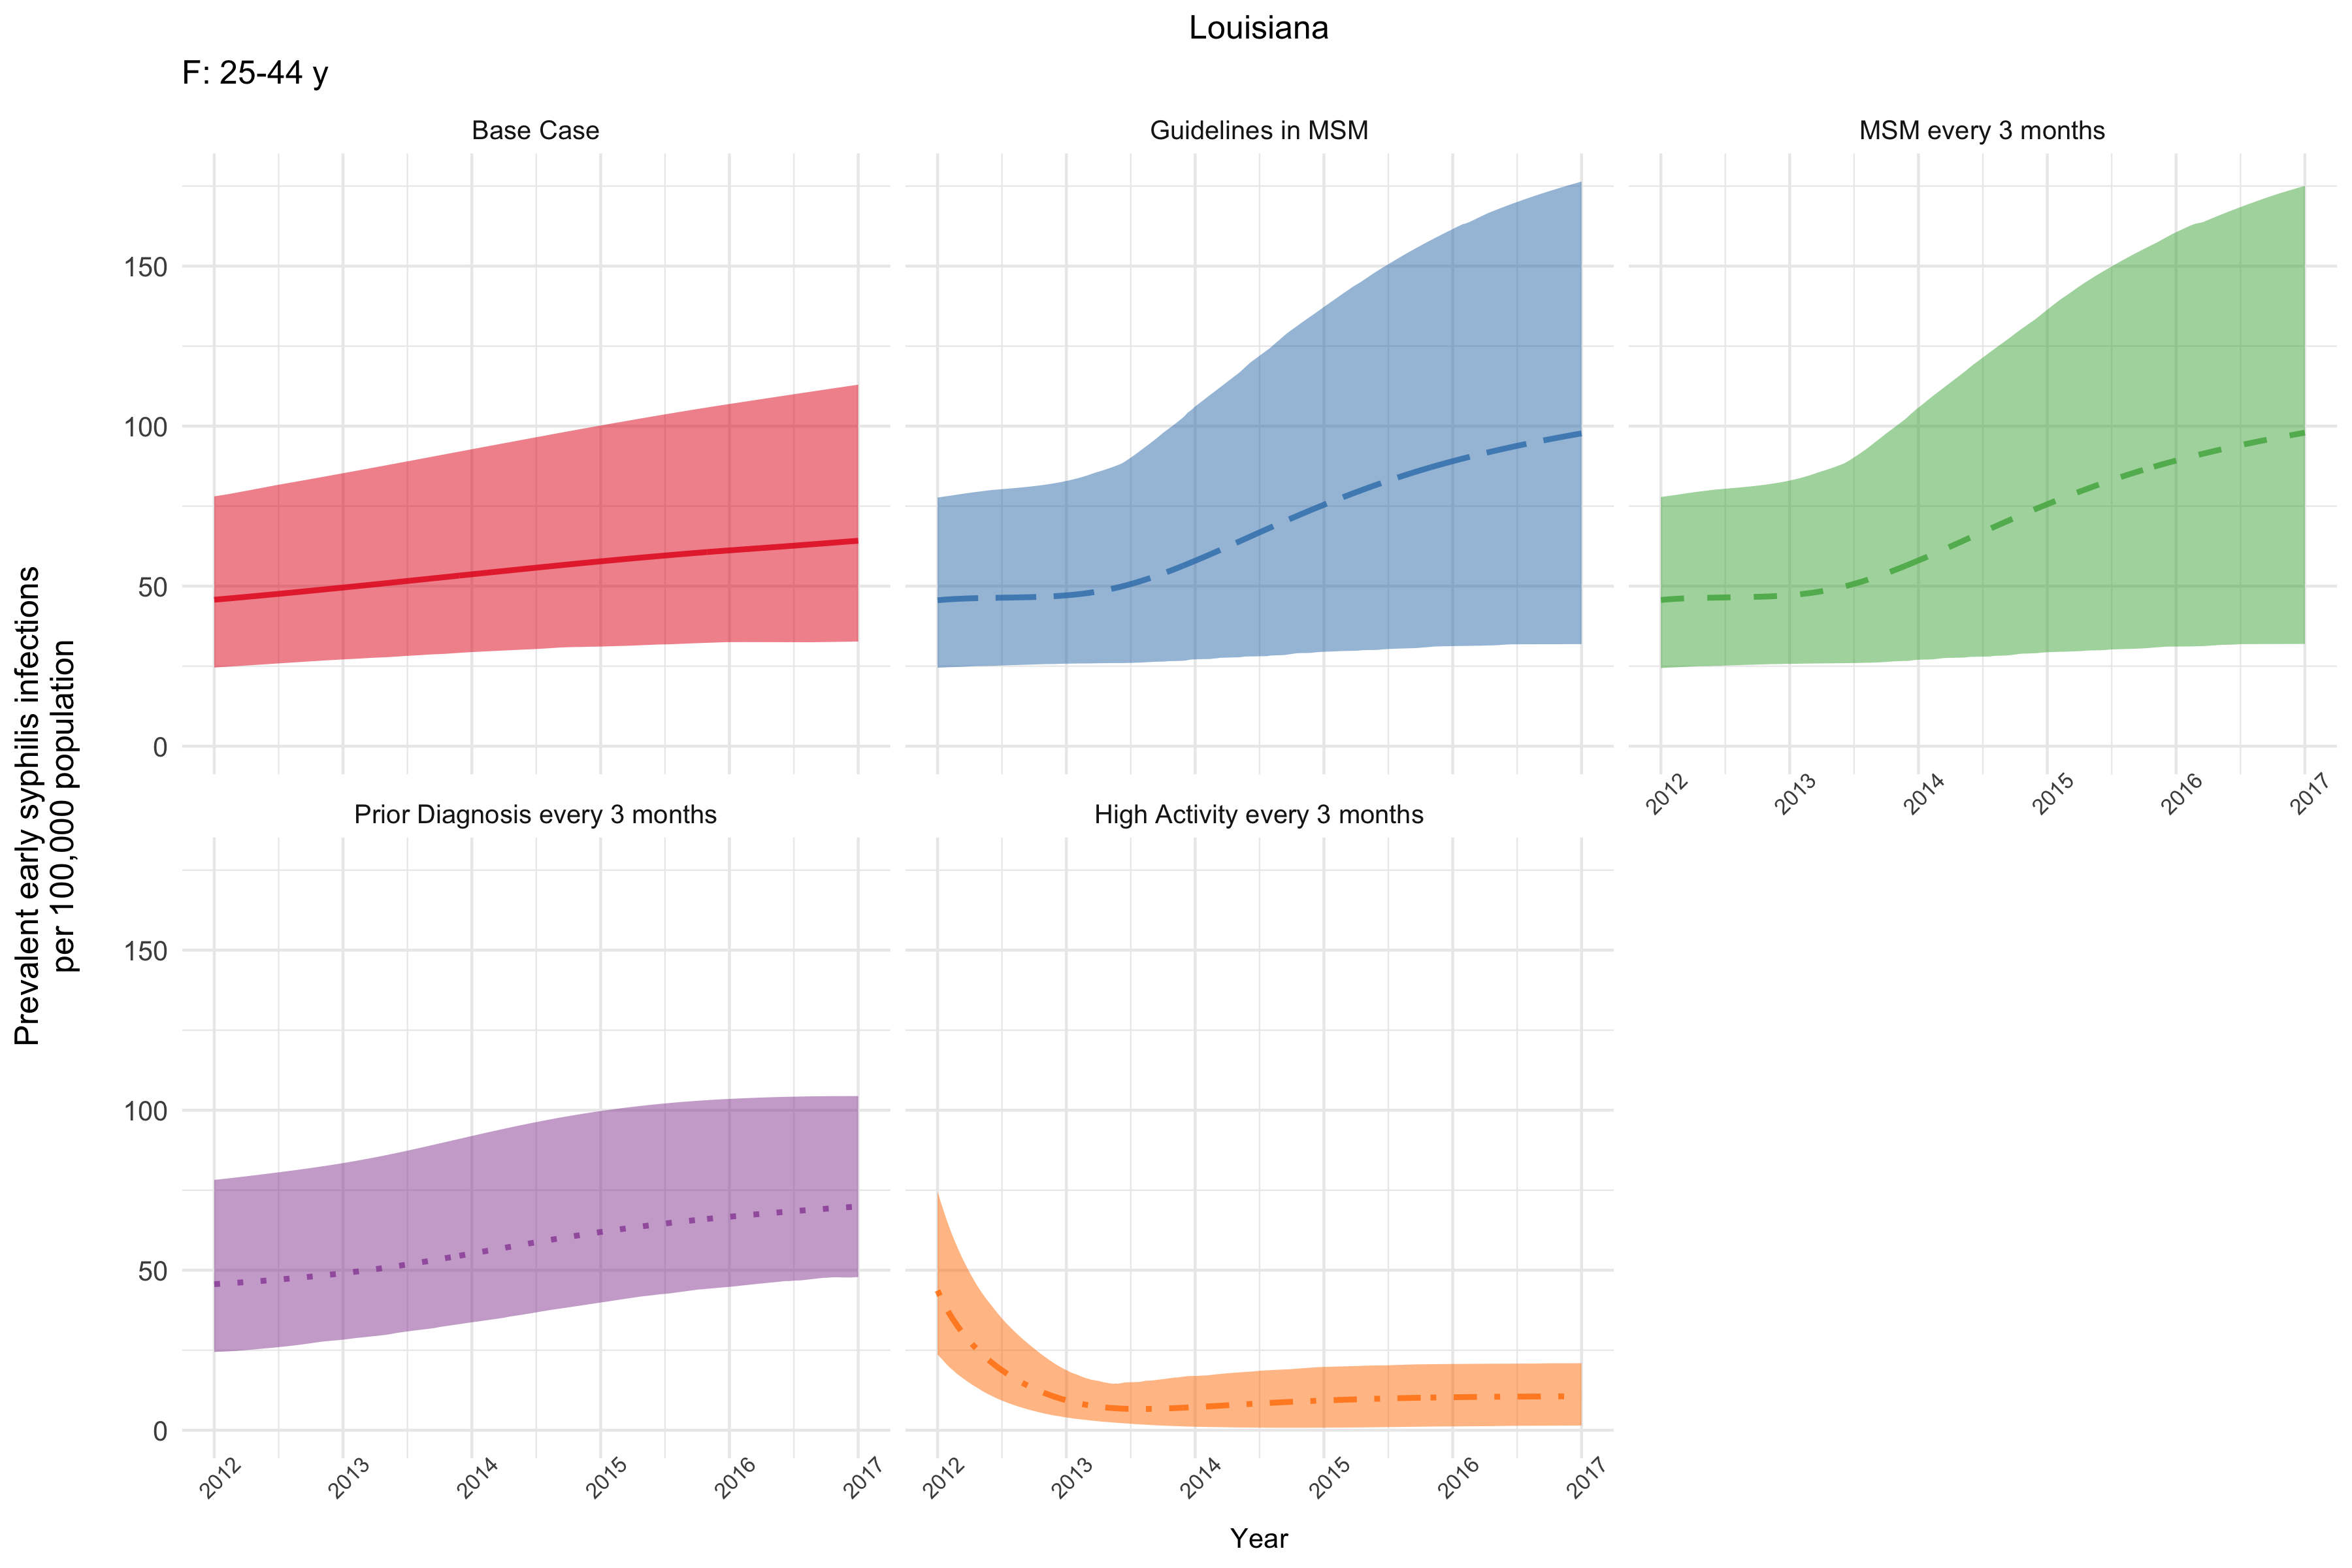 Louisiana
F: 25-44 y
Base Case
Guidelines in MSM
MSM every 3 months
150
100
50
0
2012
2013
2014
2015
2016
2017
Prior Diagnosis every 3 months
High Activity every 3 months
150
100
50
0
2012
2013
2014
2015
2016
2017
2012
2013
2014
2015
2016
2017
Year
Prevalent early syphilis infections
per 100,000 population